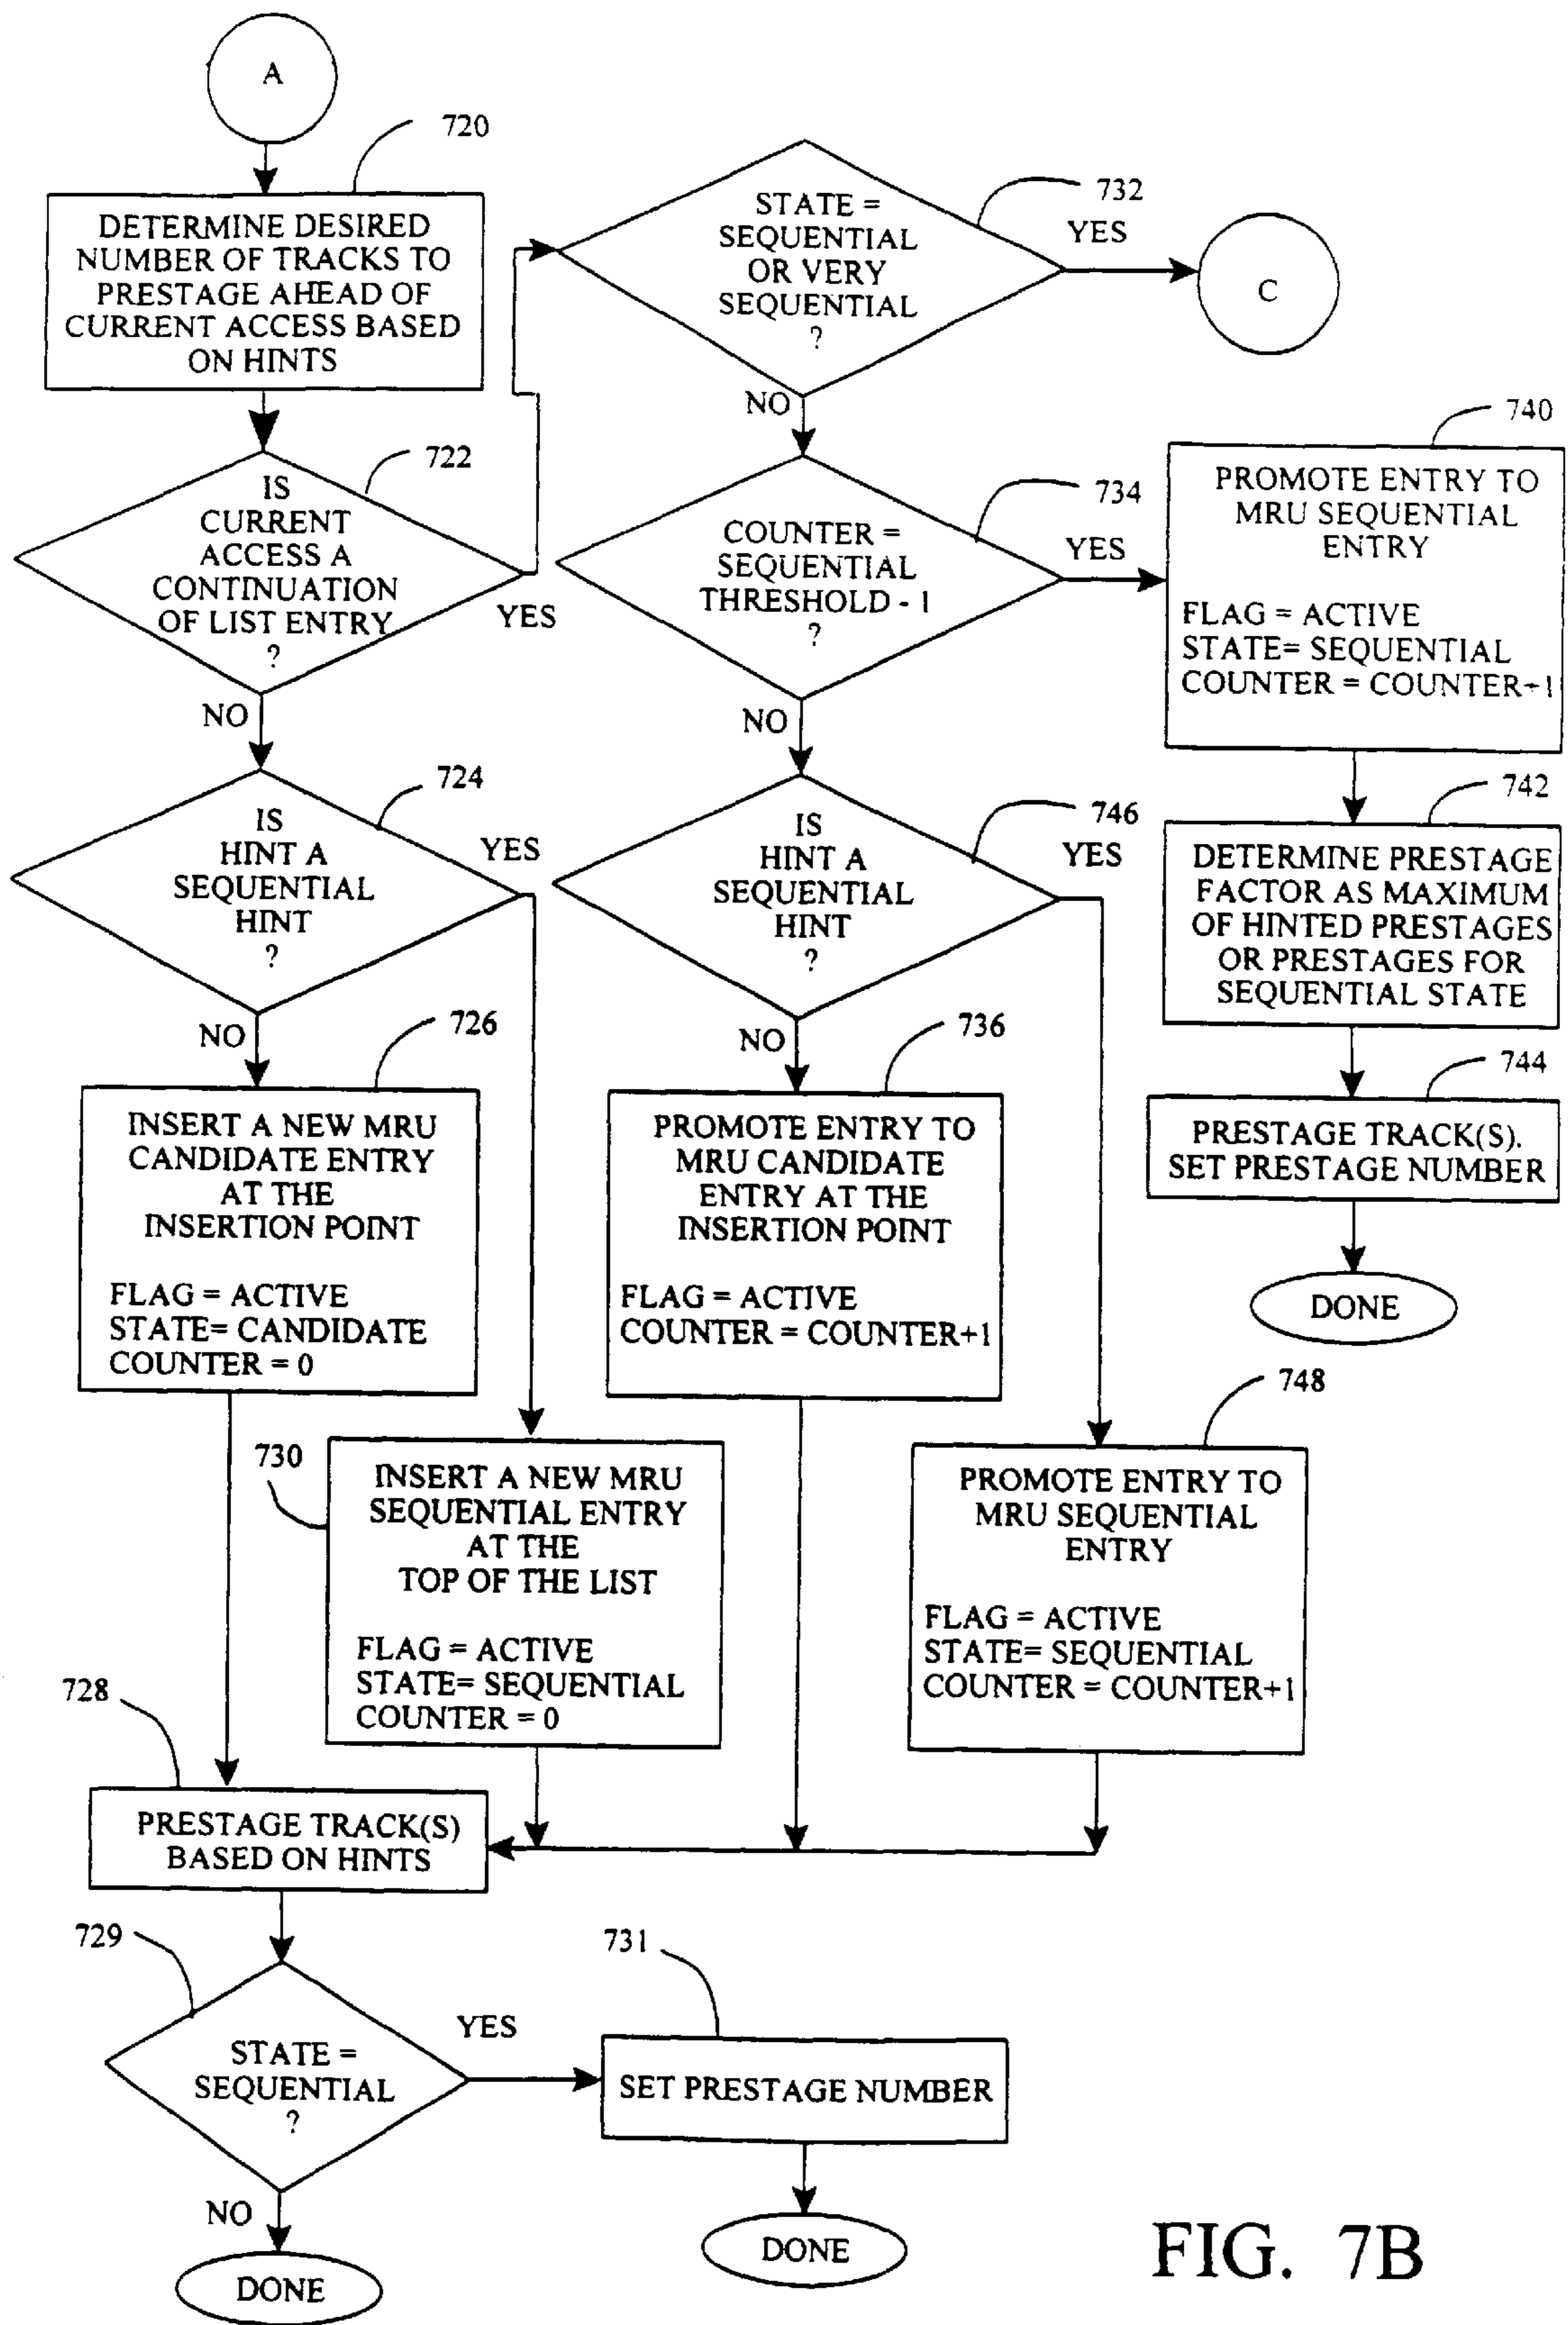 A
720
DETERMINE DESIRED
NUMBER OF TRACKS TO
PRESTAGE AHEAD OF
CURRENT ACCESS BASED
ON HINTS
722
IS
CURRENT
ACCESS A
CONTINUATION
OF LIST ENTRY
?
YES
NO
724
IS
HINT A
SEQUENTIAL
HINT
?
YES
NO
726
INSERT A NEW MRU
CANDIDATE ENTRY
AT THE
INSERTION POINT
FLAG = ACTIVE
STATE= CANDIDATE
COUNTER = 0
730
INSERT A NEW MRU
SEQUENTIAL ENTRY
AT THE
TOP OF THE LIST
FLAG = ACTIVE
STATE= SEQUENTIAL
COUNTER = 0
728
PRESTAGE TRACK(S)
BASED ON HINTS
729
STATE =
SEQUENTIAL
?
YES
NO
DONE
731
SET PRESTAGE NUMBER
DONE
732
STATE =
SEQUENTIAL
OR VERY
SEQUENTIAL
?
YES
C
NO
734
COUNTER =
SEQUENTIAL
THRESHOLD - 1
?
YES
NO
740
PROMOTE ENTRY TO
MRU SEQUENTIAL
ENTRY
FLAG = ACTIVE
STATE= SEQUENTIAL
COUNTER = COUNTER+1
742
DETERMINE PRESTAGE
FACTOR AS MAXIMUM
OF HINTED PRESTAGES
OR PRESTAGES FOR
SEQUENTIAL STATE
744
PRESTAGE TRACK(S).
SET PRESTAGE NUMBER
DONE
746
IS
HINT A
SEQUENTIAL
HINT
?
YES
NO
736
PROMOTE ENTRY TO
MRU CANDIDATE
ENTRY AT THE
INSERTION POINT
FLAG = ACTIVE
COUNTER = COUNTER+1
748
PROMOTE ENTRY TO
MRU SEQUENTIAL
ENTRY
FLAG = ACTIVE
STATE= SEQUENTIAL
COUNTER = COUNTER+1
FIG. 7B